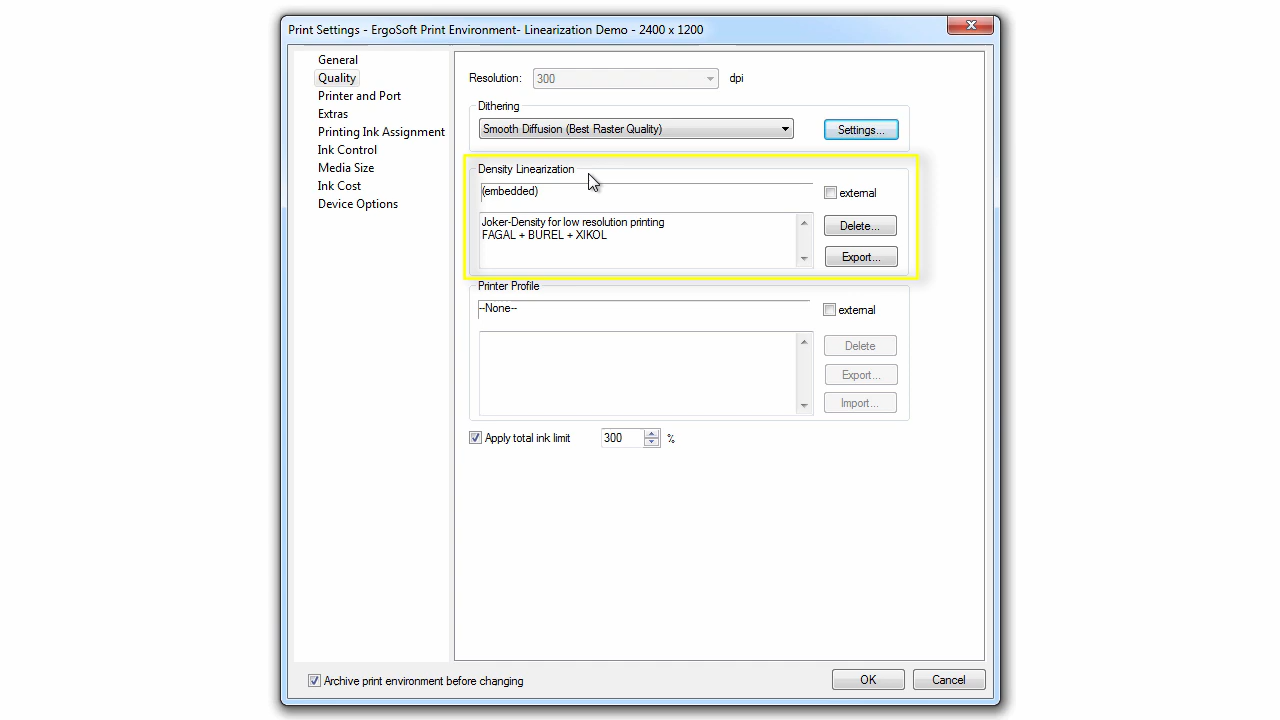 Print Settings - ErgoSoft Print Environment- Linearization Demo - 2400 x 1200
General
Quality
Printer and Port
Extras
Printing Ink Assignment
Ink Control
Media Size
Ink Cost
Device Options
Resolution: 300 dpi
Dithering
Smooth Diffusion (Best Raster Quality) Settings...
Density Linearization
(embedded) external
Joker-Density for low resolution printing
FAGAL + BUREL + XIKOL
Delete...
Export...
Printer Profile
--None-- external
Delete
Export...
Import...
Apply total ink limit 300 %
Archive print environment before changing
OK Cancel